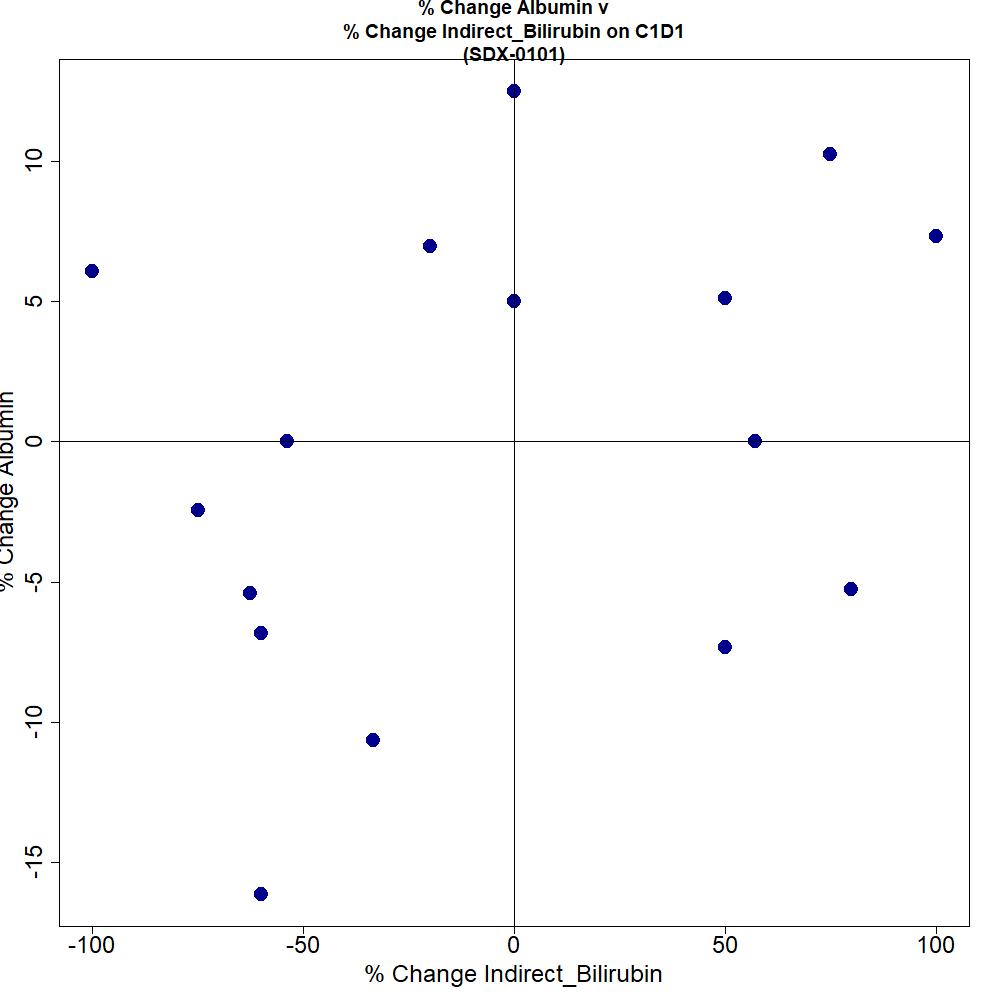 % Change Albumin v
% Change Indirect_Bilirubin on C1D1
(SDX-0101)
% Change Albumin
10
5
0
-5
-10
-15
-100
-50
0
50
100
% Change Indirect_Bilirubin